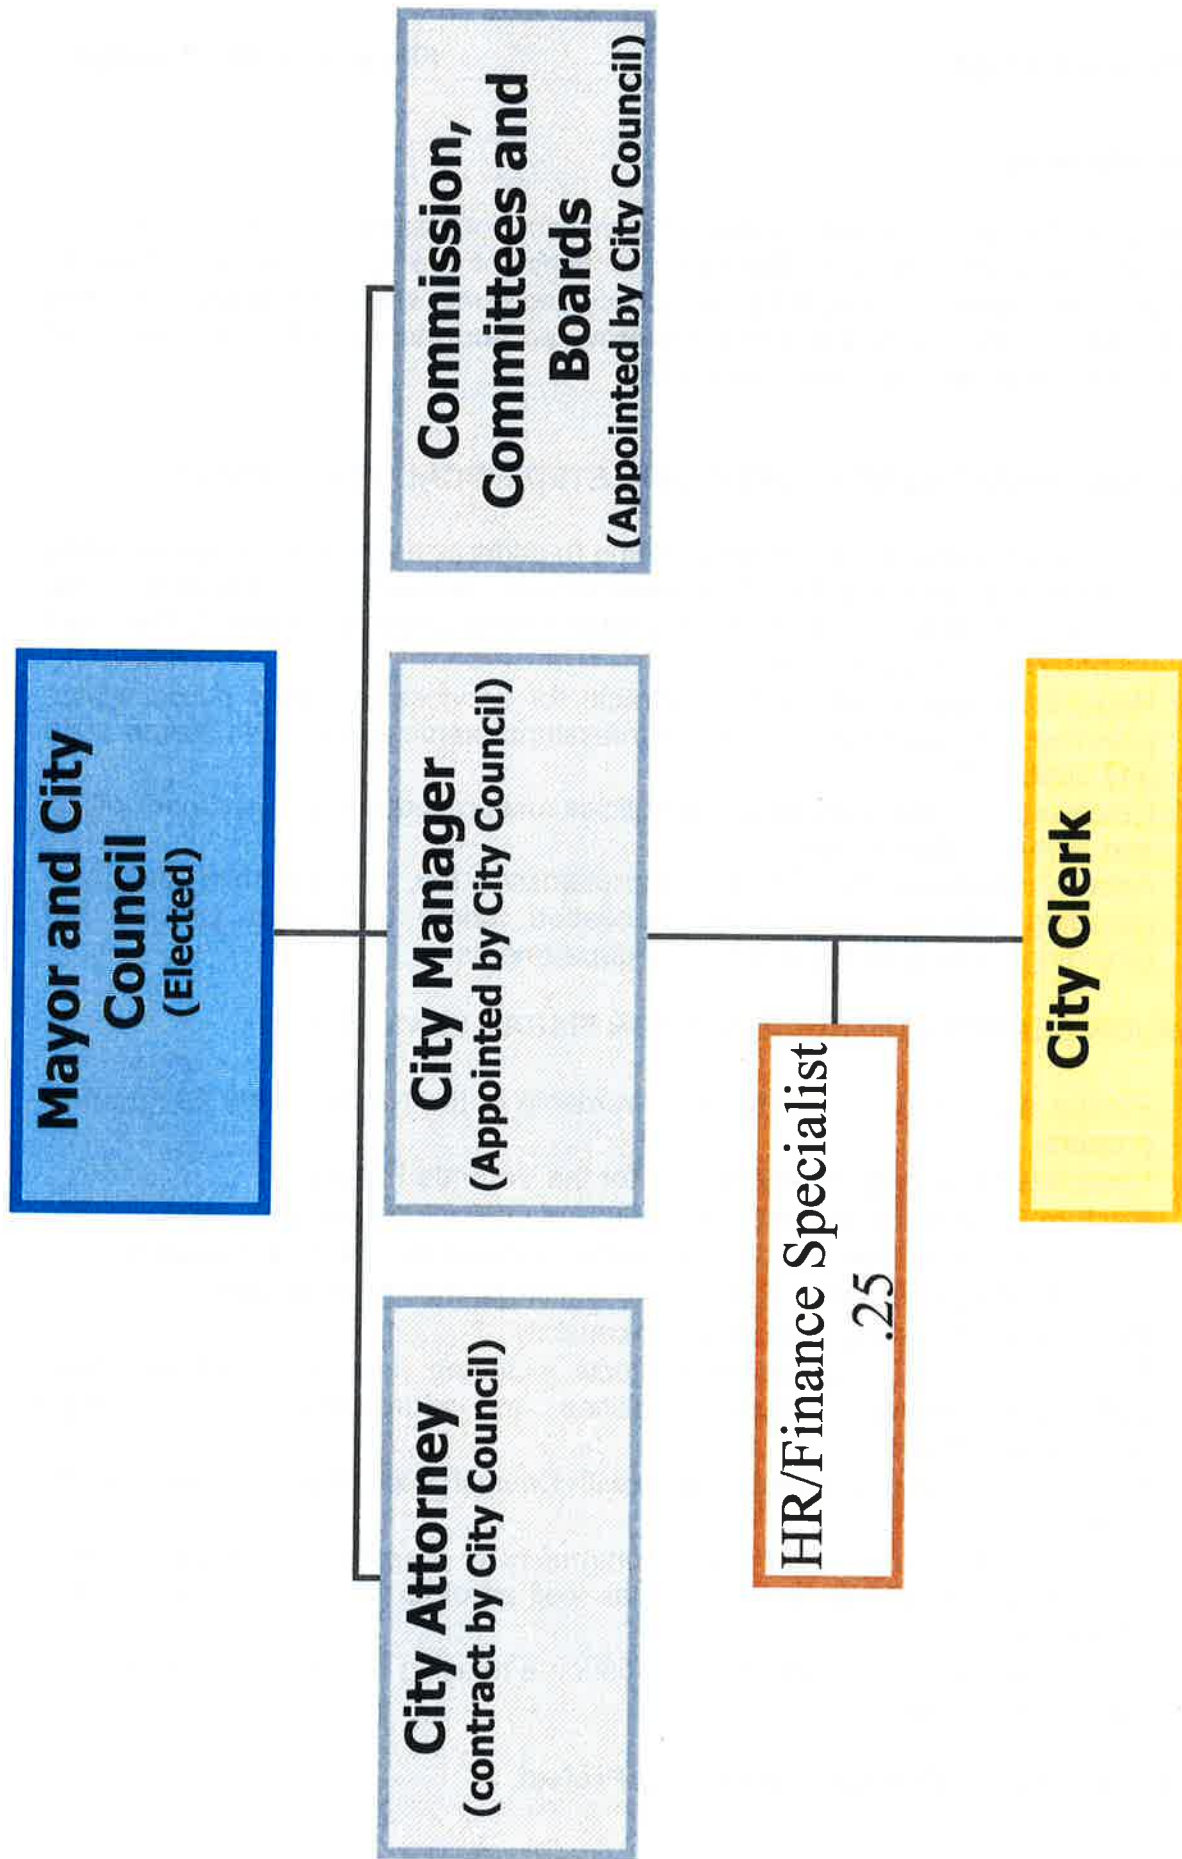 Mayor and City
Council
(Elected)
City Attorney
(contract by City Council)
City Manager
(Appointed by City Council)
Commission,
Committees and
Boards
(Appointed by City Council)
HR/Finance Specialist
.25
City Clerk